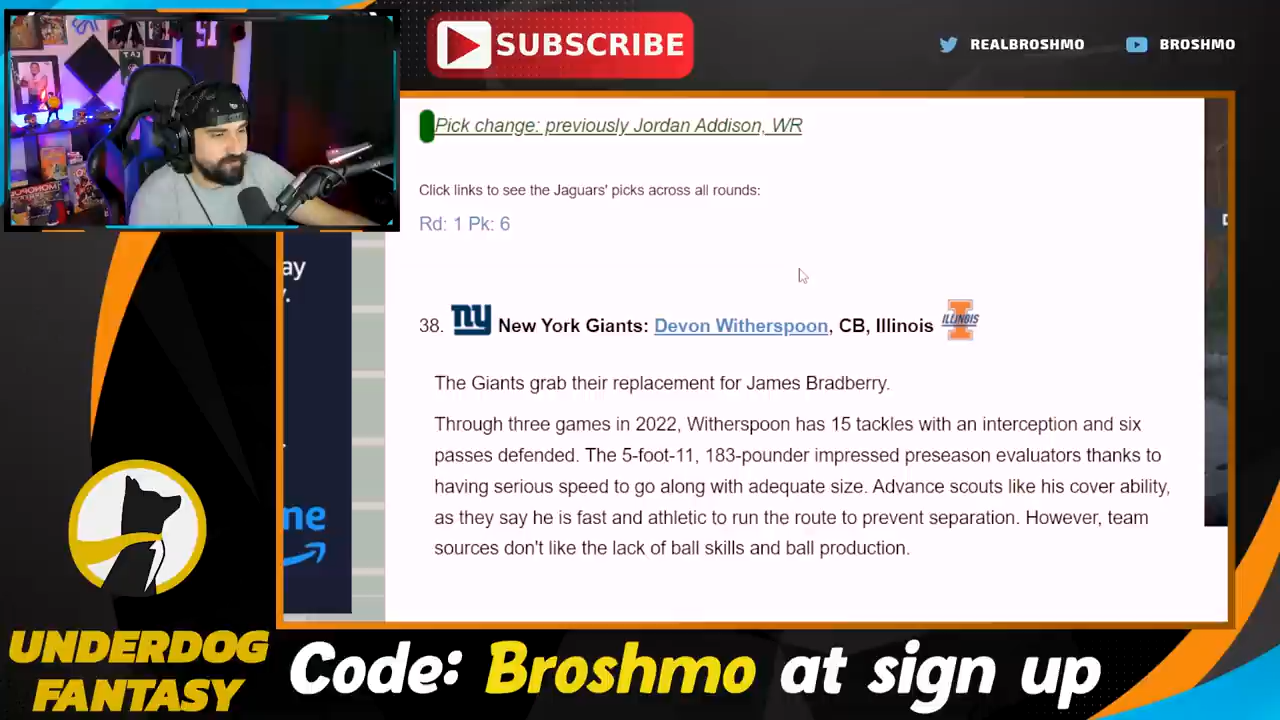 SUBSCRIBE
REALBROSHMO
BROSHMO
Pick change: previously Jordan Addison, WR
Click links to see the Jaguars' picks across all rounds:
Rd: 1 Pk: 6
38. NY New York Giants: Devon Witherspoon, CB, Illinois ILLINOIS
The Giants grab their replacement for James Bradberry.
Through three games in 2022, Witherspoon has 15 tackles with an interception and six
passes defended. The 5-foot-11, 183-pounder impressed preseason evaluators thanks to
having serious speed to go along with adequate size. Advance scouts like his cover ability,
as they say he is fast and athletic to run the route to prevent separation. However, team
sources don't like the lack of ball skills and ball production.
ay
.
ne
UNDERDOG
FANTASY
Code: Broshmo at sign up